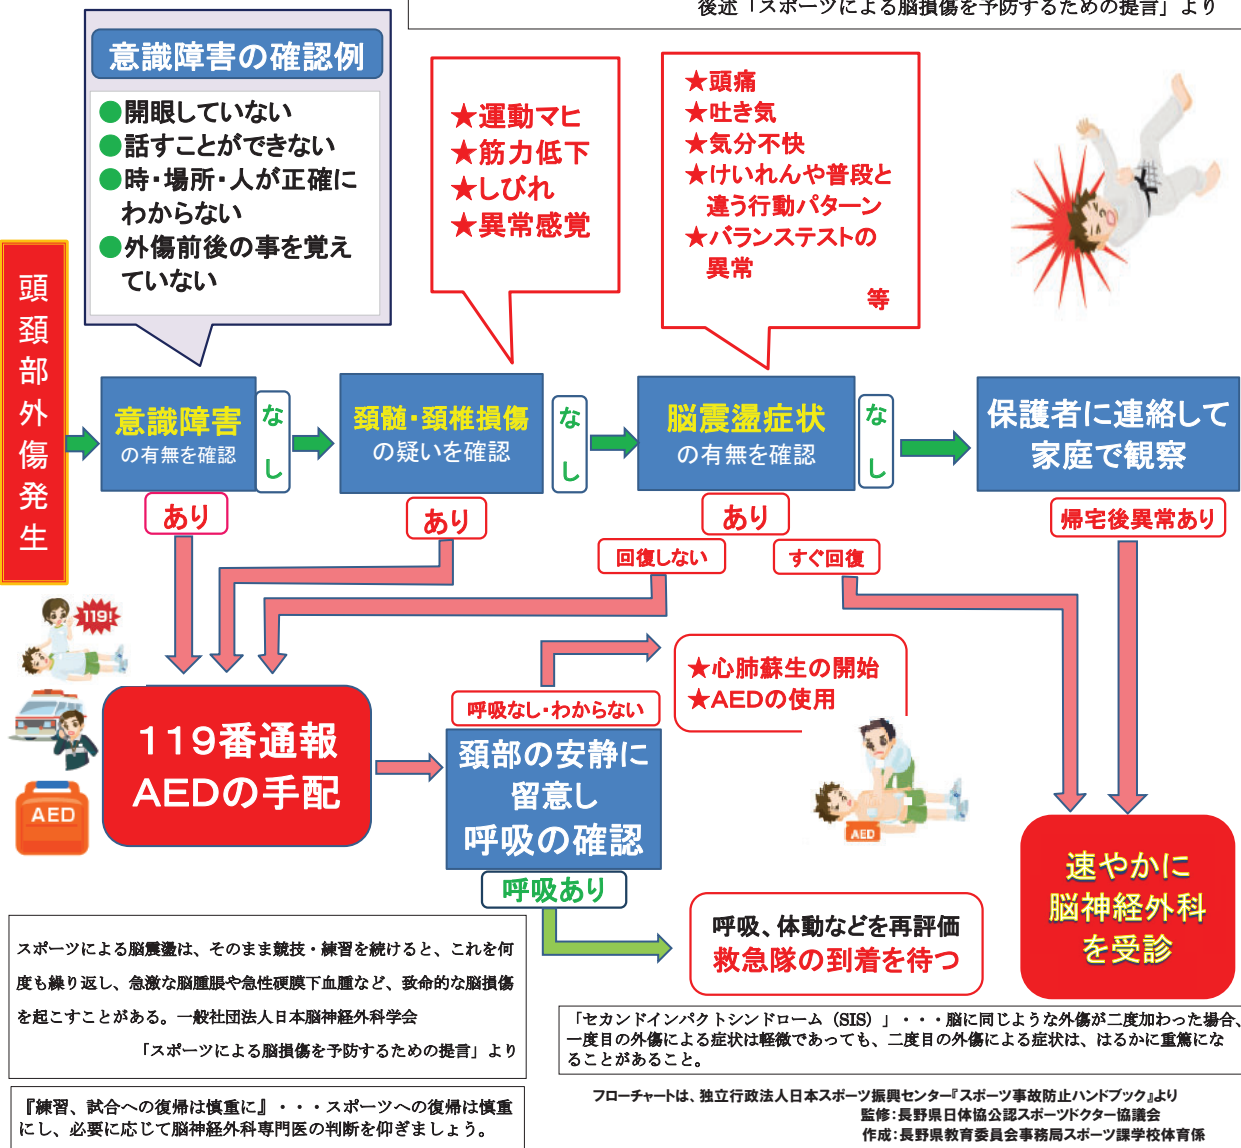 後述「スポーツによる脳損傷を予防するための提言」より
意識障害の確認例
●開眼していない
●話すことができない
●時・場所・人が正確に
わからない
●外傷前後の事を覚え
ていない
★運動マヒ
★筋力低下
★しびれ
★異常感覚
★頭痛
★吐き気
★気分不快
★けいれんや普段と
違う行動パターン
★バランステストの
異常
等
頭頚部外傷発生
意識障害
の有無を確認
なし
頚髄・頚椎損傷
の疑いを確認
なし
脳震盪症状
の有無を確認
なし
保護者に連絡して
家庭で観察
あり
あり
あり
帰宅後異常あり
回復しない
すぐ回復
119!
★心肺蘇生の開始
★AEDの使用
呼吸なし・わからない
119番通報
AEDの手配
頚部の安静に
留意し
呼吸の確認
AED
AED
呼吸あり
速やかに
脳神経外科
を受診
呼吸、体動などを再評価
救急隊の到着を待つ
スポーツによる脳震盪は、そのまま競技・練習を続けると、これを何
度も繰り返し、急激な脳腫脹や急性硬膜下血腫など、致命的な脳損傷
を起こすことがある。一般社団法人日本脳神経外科学会
「スポーツによる脳損傷を予防するための提言」より
「セカンドインパクトシンドローム（SIS）」・・・脳に同じような外傷が二度加わった場合、
一度目の外傷による症状は軽微であっても、二度目の外傷による症状は、はるかに重篤にな
ることがあること。
『練習、試合への復帰は慎重に』・・・スポーツへの復帰は慎重
にし、必要に応じて脳神経外科専門医の判断を仰ぎましょう。
フローチャートは、独立行政法人日本スポーツ振興センター『スポーツ事故防止ハンドブック』より
監修：長野県日体協公認スポーツドクター協議会
作成：長野県教育委員会事務局スポーツ課学校体育係